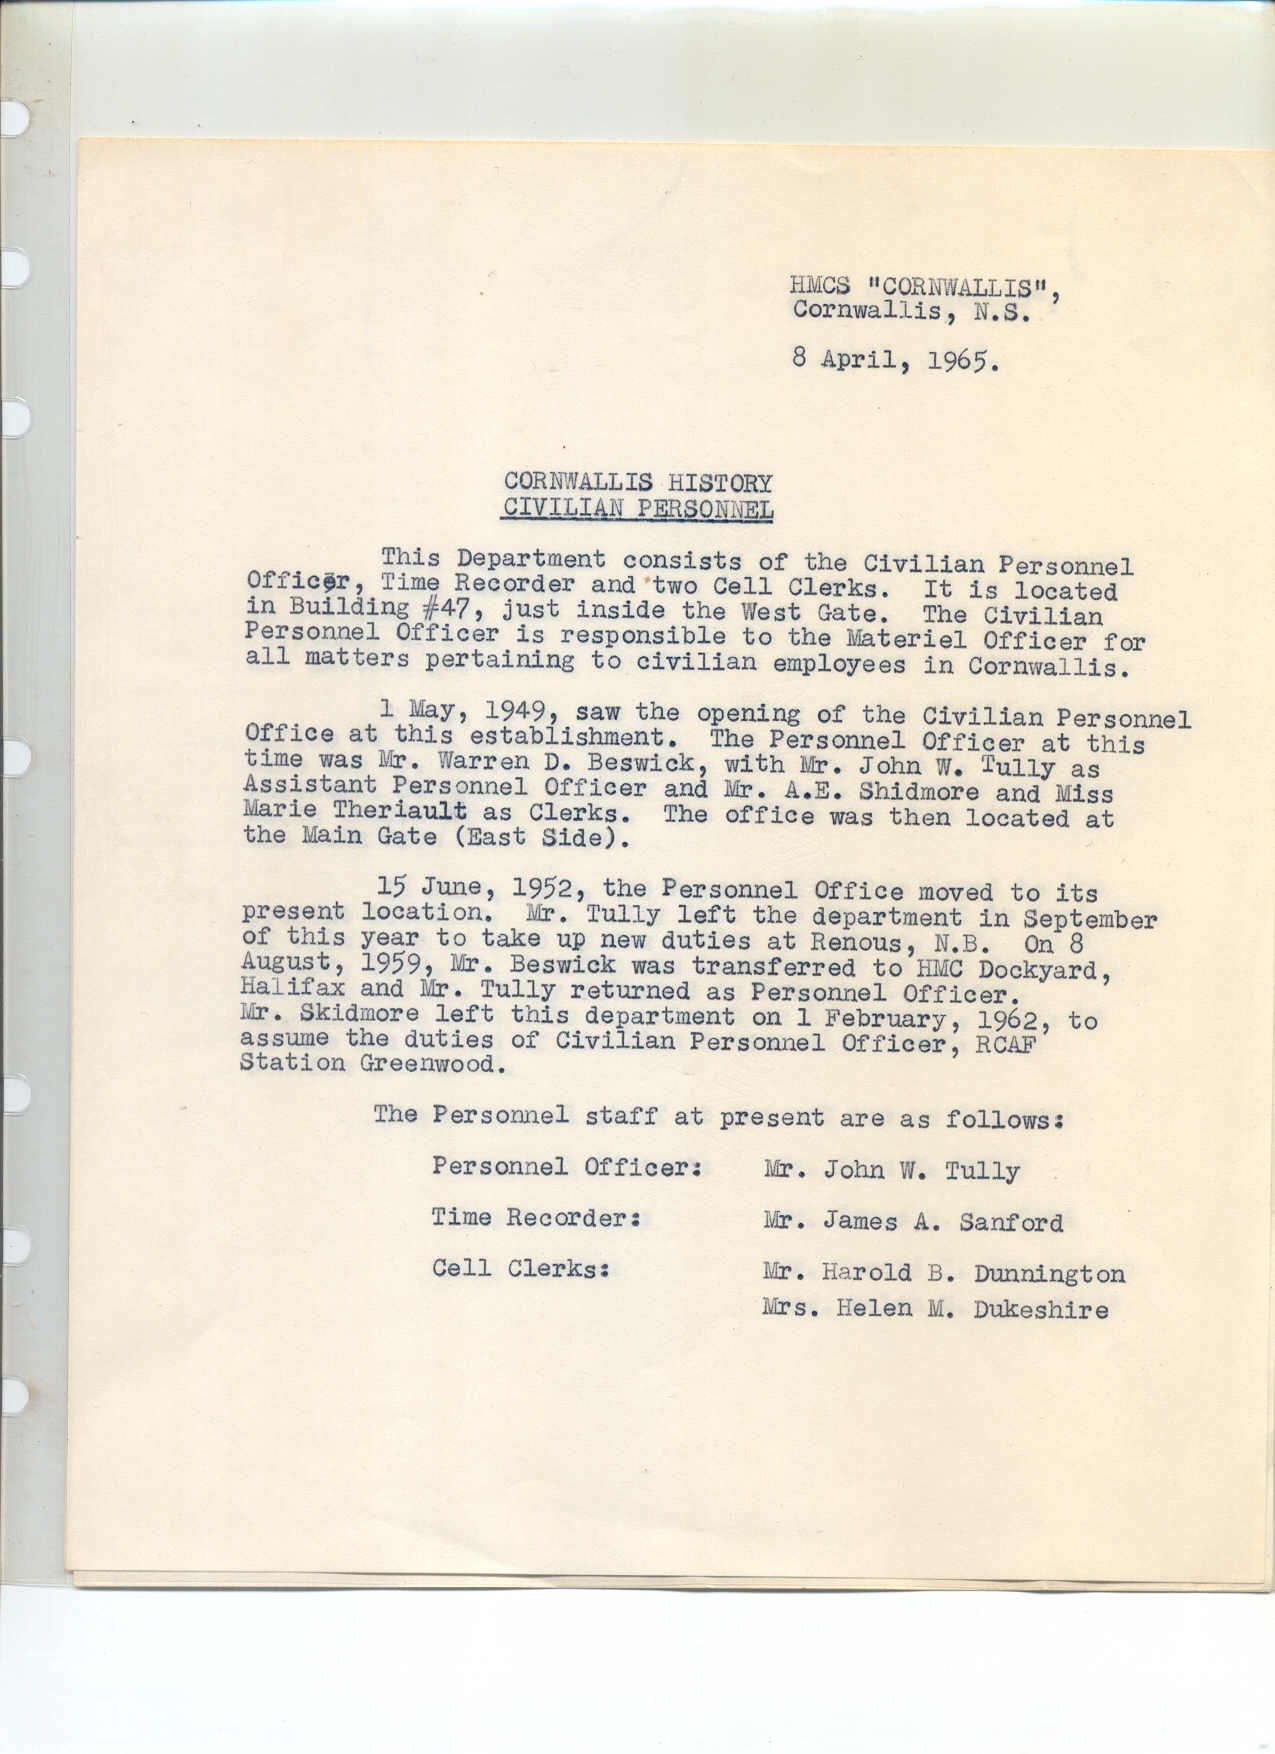 HMCS "CORNWALLIS",
Cornwallis, N.S.
8 April, 1965.
CORNWALLIS HISTORY
CIVILIAN PERSONNEL
This Department consists of the Civilian Personnel
Officer, Time Recorder and two Cell Clerks. It is located
in Building #47, just inside the West Gate. The Civilian
Personnel Officer is responsible to the Materiel Officer for
all matters pertaining to civilian employees in Cornwallis.
1 May, 1949, saw the opening of the Civilian Personnel
Office at this establishment. The Personnel Officer at this
time was Mr. Warren D. Beswick, with Mr. John W. Tully as
Assistant Personnel Officer and Mr. A.E. Shidmore and Miss
Marie Theriault as Clerks. The office was then located at
the Main Gate (East Side).
15 June, 1952, the Personnel Office moved to its
present location. Mr. Tully left the department in September
of this year to take up new duties at Renous, N.B. On 8
August, 1959, Mr. Beswick was transferred to HMC Dockyard,
Halifax and Mr. Tully returned as Personnel Officer.
Mr. Skidmore left this department on 1 February, 1962, to
assume the duties of Civilian Personnel Officer, RCAF
Station Greenwood.
The Personnel staff at present are as follows:
Personnel Officer: Mr. John W. Tully
Time Recorder: Mr. James A. Sanford
Cell Clerks: Mr. Harold B. Dunnington
Mrs. Helen M. Dukeshire